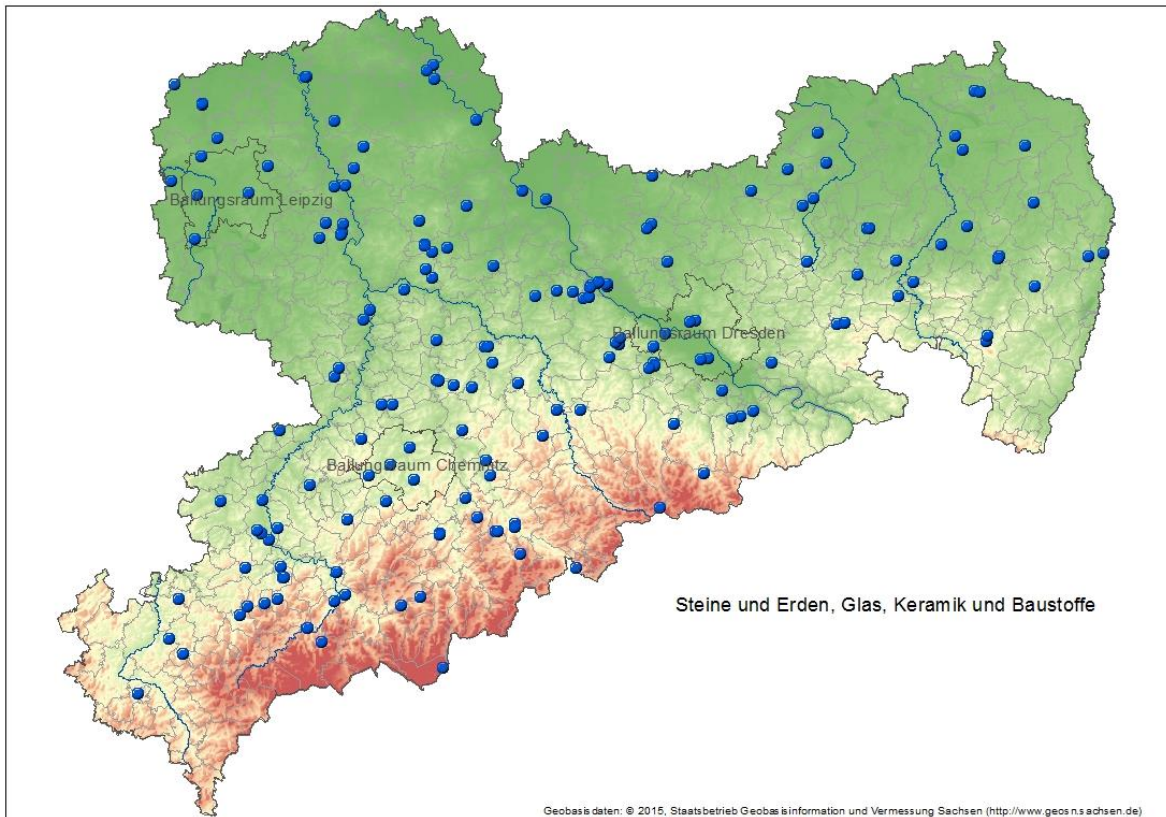 Ballungsraum Leipzig
Ballungsraum Dresden
Ballungsraum Chemnitz
Steine und Erden, Glas, Keramik und Baustoffe
Geobasisdaten: © 2015, Staatsbetrieb Geobasisinformation und Vermessung Sachsen (http://www.geosn.sachsen.de)